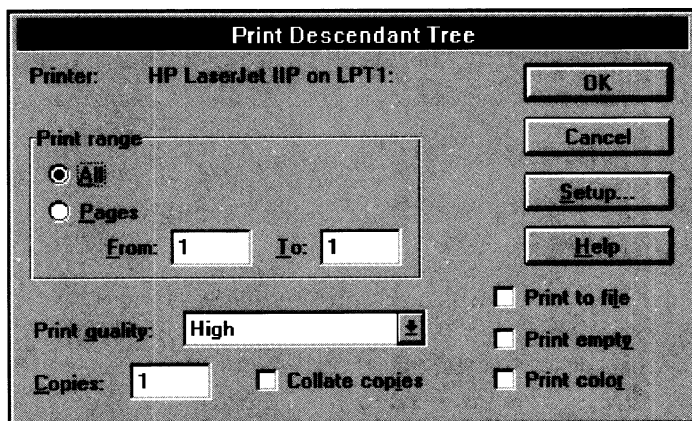 Print Descendant Tree
Printer: HP LaserJet IIP on LPT1:
OK
Cancel
Setup...
Help
Print range
All
Pages
From: 1 To: 1
Print to file
Print empty
Print color
Print quality: High
Copies: 1
Collate copies